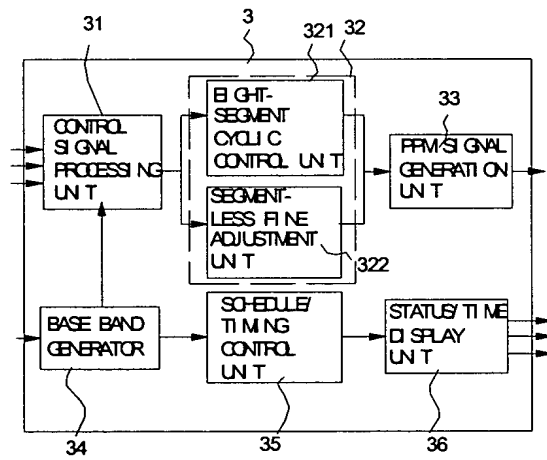 3
31
321
32
33
CONTROL
SIGNAL
PROCESSING
UNIT
EIGHT-
SEGMENT
CYCLIC
CONTROL UNIT
SEGMENT-
LESS FINE
ADJUSTMENT
UNIT
322
PPM/SIGNAL
GENERATION
UNIT
BASE BAND
GENERATOR
SCHEDULE/
TIMING
CONTROL
UNIT
STATUS/TIME
DISPLAY
UNIT
34
35
36